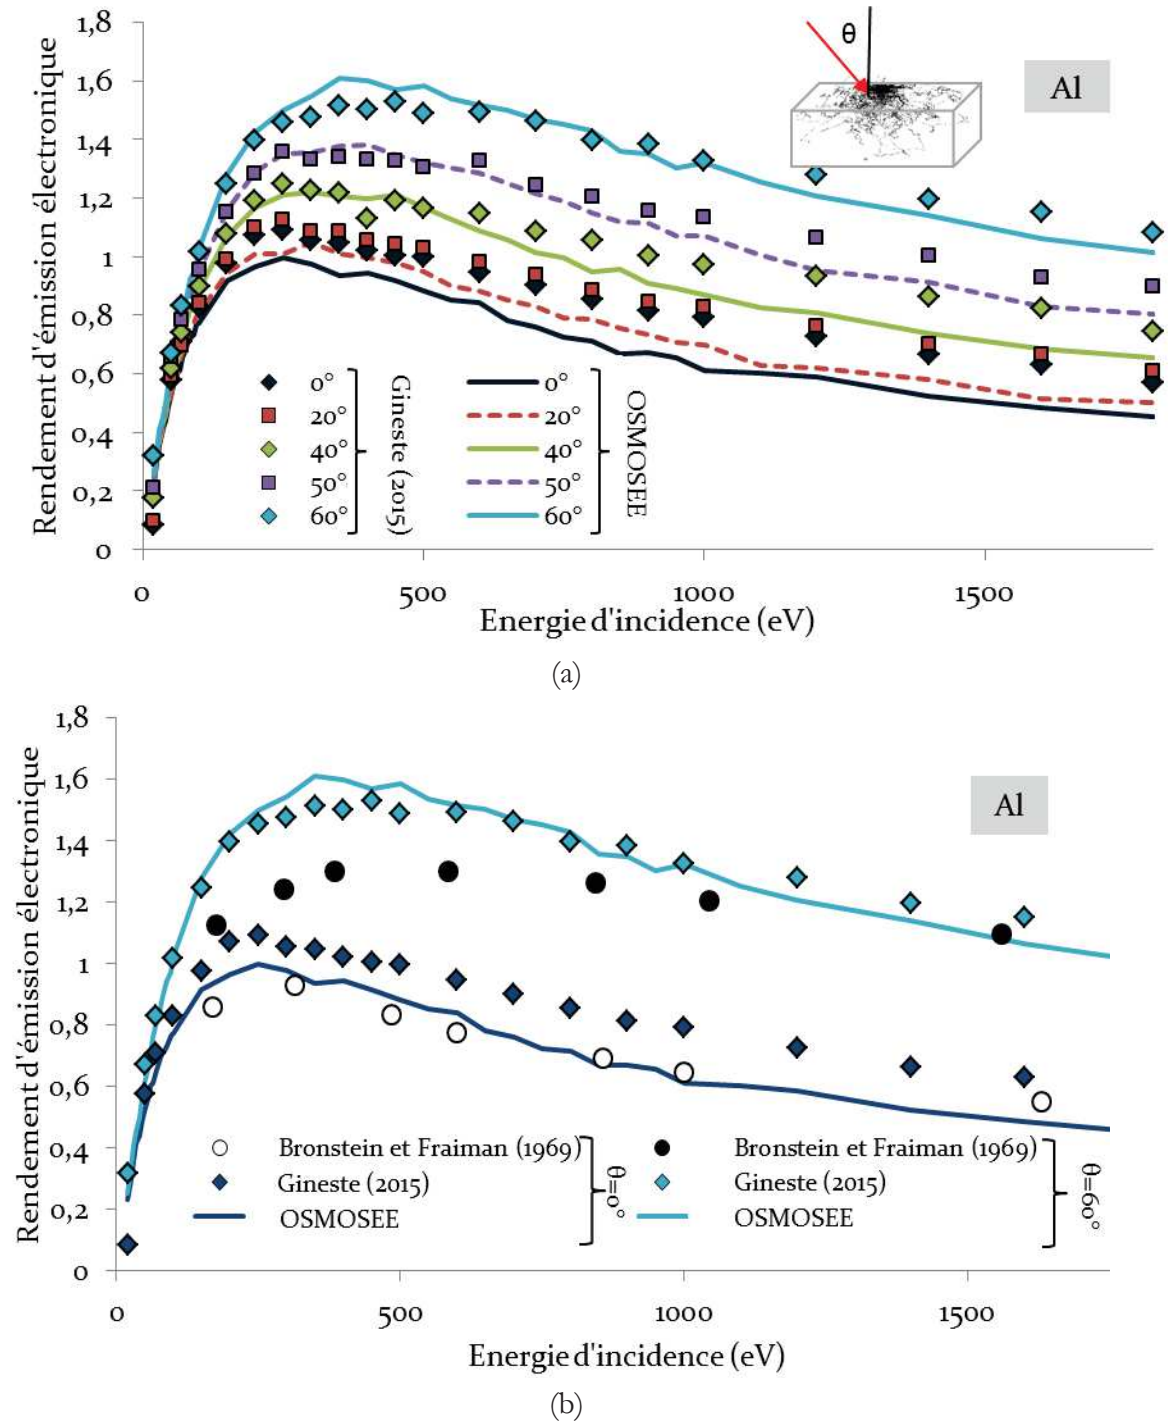 Rendement d'émission électronique
1,8
1,6
1,4
1,2
1
0,8
0,6
0,4
0,2
0
θ
Al
0°
20°
40°
50°
60°
Gineste (2015)
0°
20°
40°
50°
60°
OSMOSEE
0
500
1000
1500
Energie d'incidence (eV)
(a)
Rendement d'émission électronique
1,8
1,6
1,4
1,2
1
0,8
0,6
0,4
0,2
0
Al
Bronstein et Fraiman (1969)
Gineste (2015)
OSMOSEE
θ=0°
Bronstein et Fraiman (1969)
Gineste (2015)
OSMOSEE
θ=60°
0
500
1000
1500
Energie d'incidence (eV)
(b)